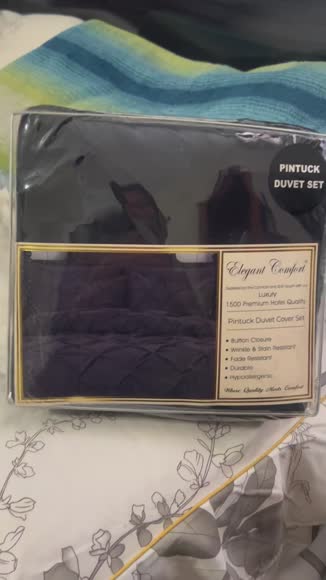 PINTUCK
DUVET SET
Elegant Comfort™
Luxury
1500 Premium Hotel Quality
Pintuck Duvet Cover Set
• Button Closure
• Wrinkle & Stain Resistant
• Fade Resistant
• Durable
• Hypoallergenic
Where Quality Meets Comfort